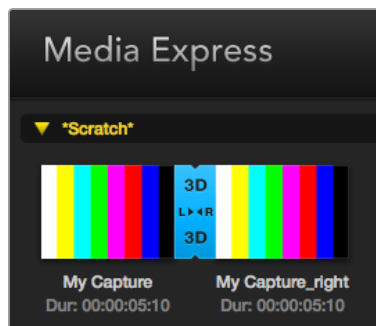 Media Express
*Scratch*
3D
L R
3D
My Capture
My Capture_right
Dur: 00:00:05:10
Dur: 00:00:05:10